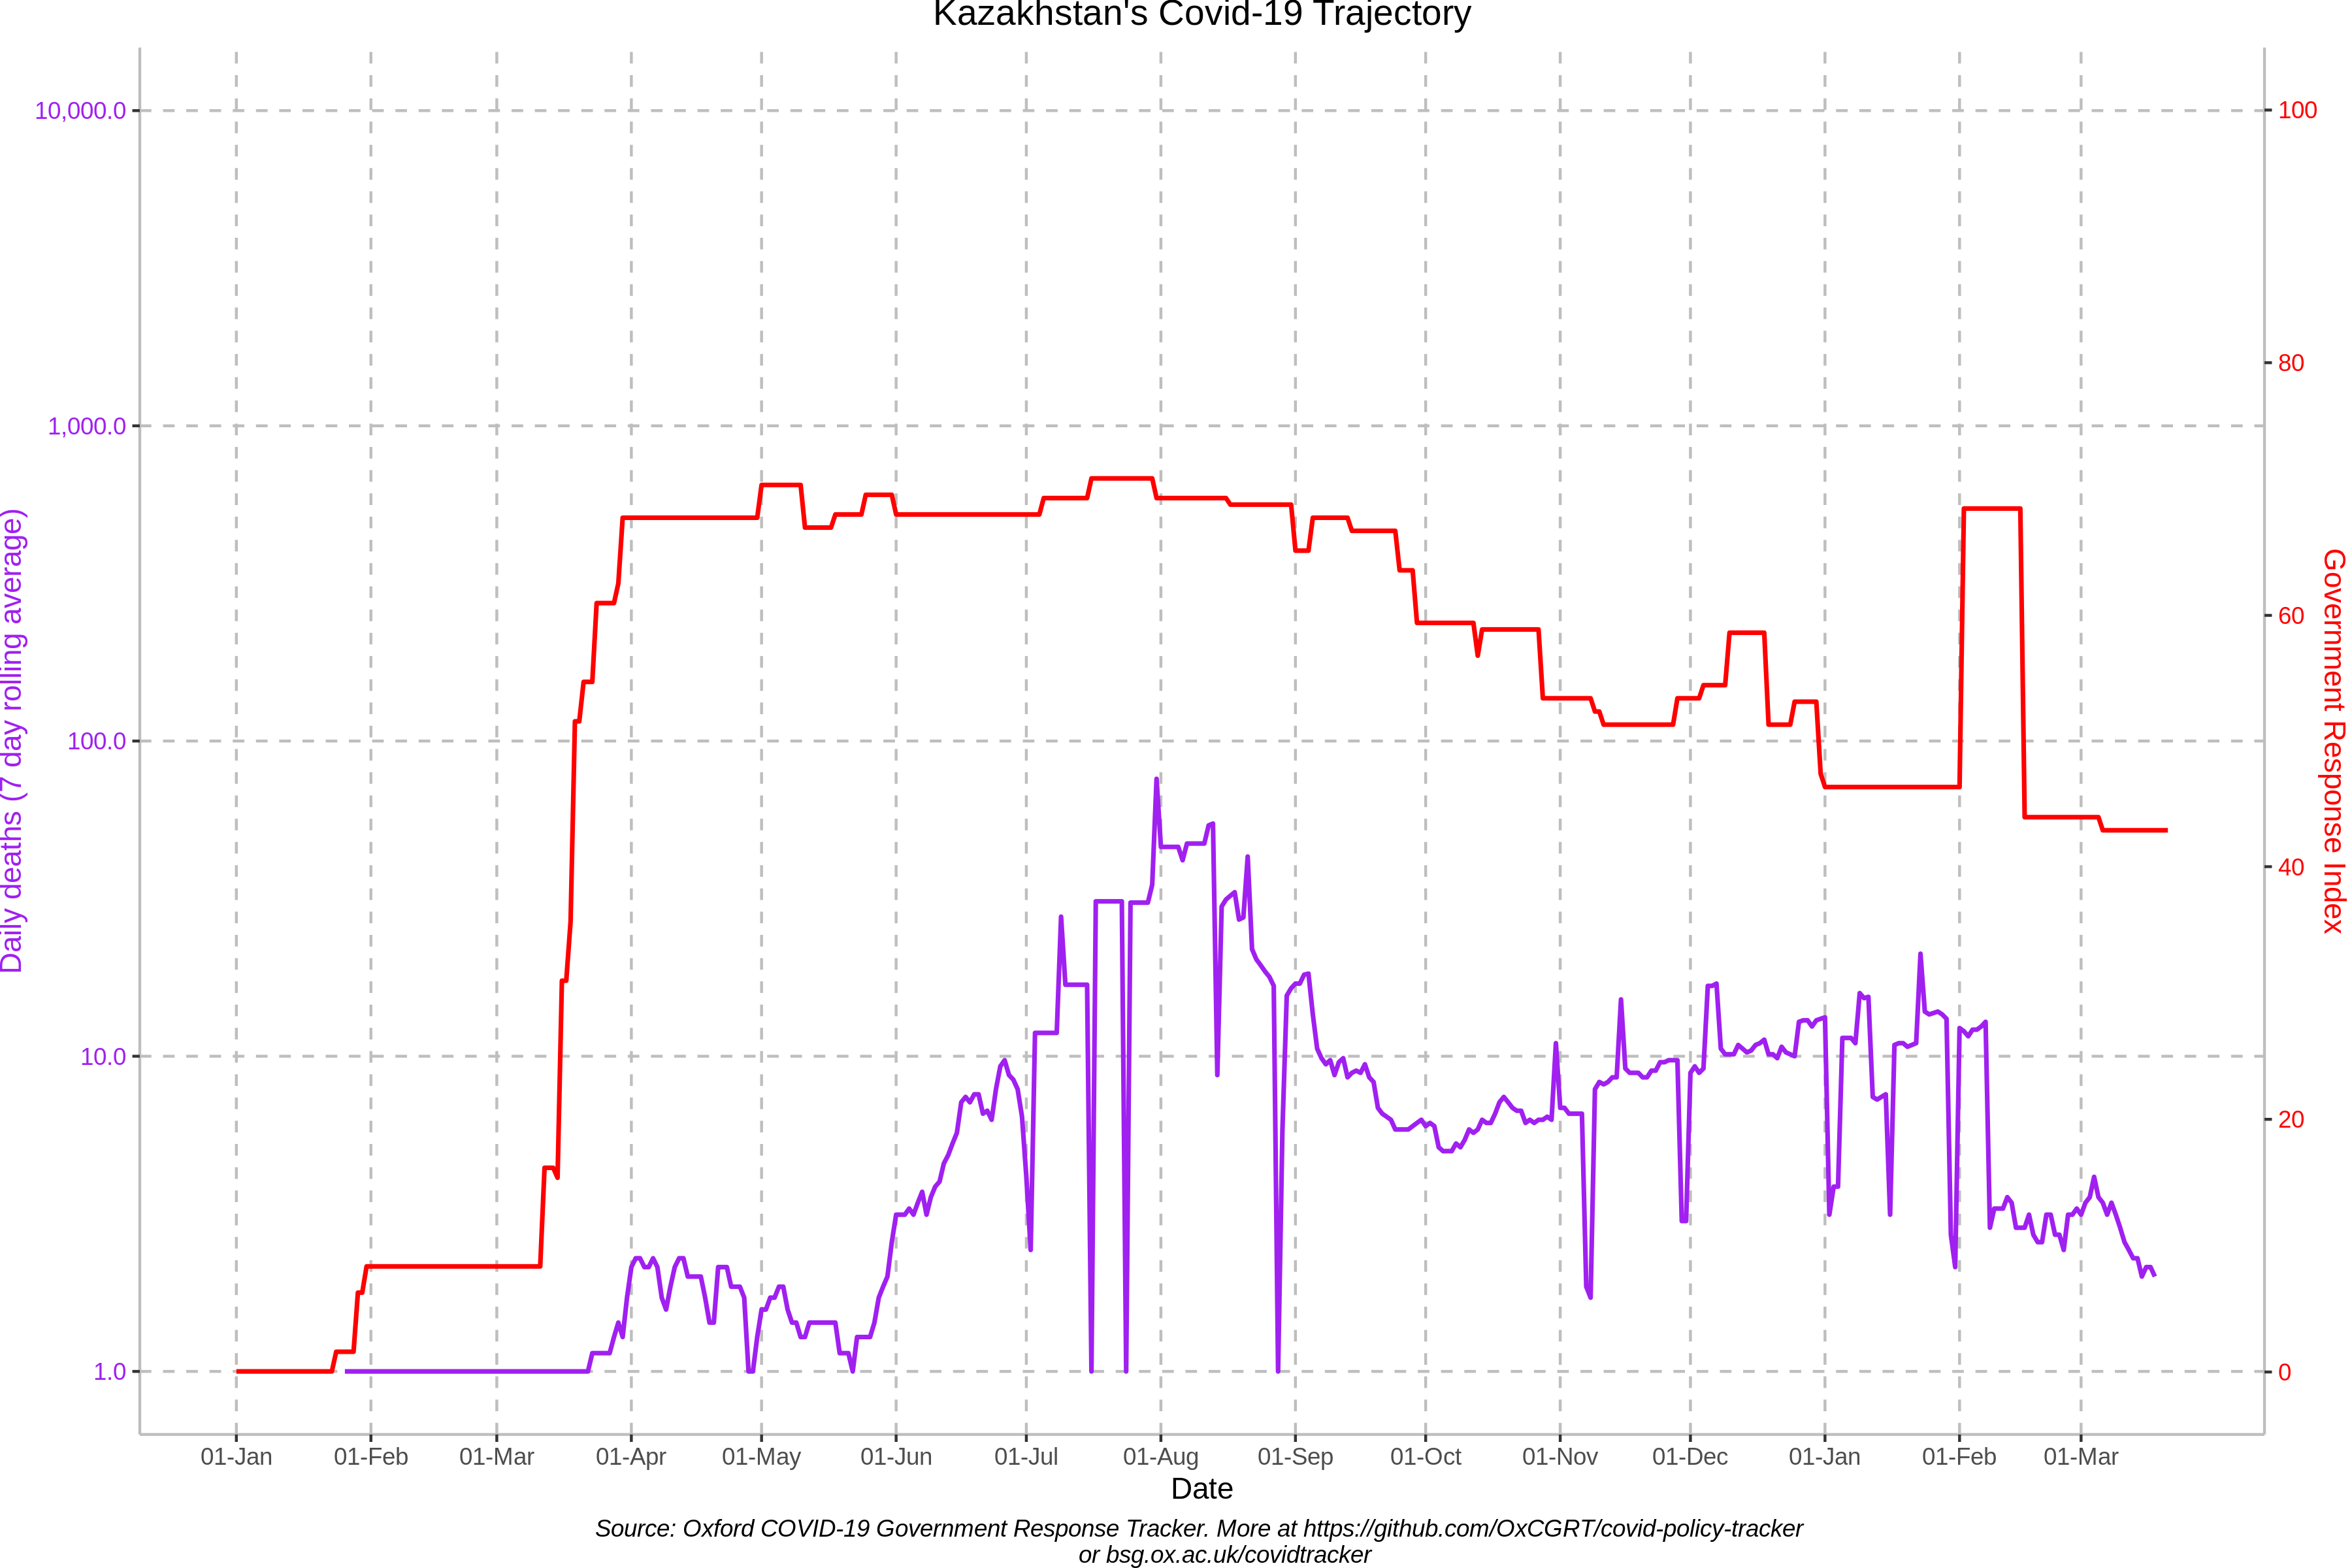 Kazakhstan's Covid-19 Trajectory
10,000.0
1,000.0
100.0
10.0
1.0
Daily deaths (7 day rolling average)
100
80
60
40
20
0
Government Response Index
01-Jan 01-Feb 01-Mar 01-Apr 01-May 01-Jun 01-Jul 01-Aug 01-Sep 01-Oct 01-Nov 01-Dec 01-Jan 01-Feb 01-Mar
Date
Source: Oxford COVID-19 Government Response Tracker. More at https://github.com/OxCGRT/covid-policy-tracker
or bsg.ox.ac.uk/covidtracker